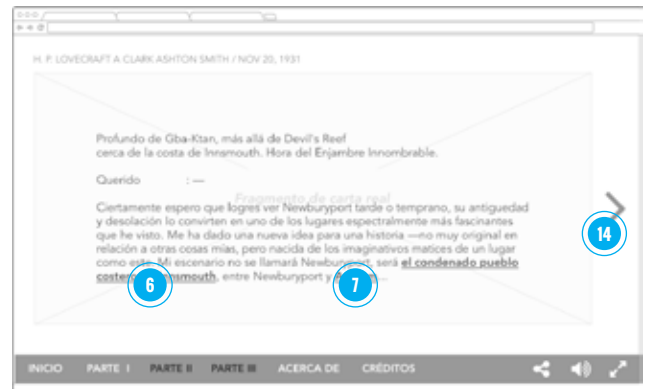 H. P. LOVECRAFT A CLARK ASHTON SMITH / NOV 20, 1931
Profundo de Gba-Ktan, más allá de Devil's Reef
cerca de la costa de Innsmouth. Hora del Enjambre Innombrable.
Querido : —
Fragmento de carta real
Ciertamente espero que logres ver Newburyport tarde o temprano, su antiguedad
y desolación lo convirten en uno de los lugares espectralmente más fascinantes
que he visto. Me ha dado una nueva idea para una historia —no muy original en
relación a otras cosas mías, pero nacida de los imaginativos matices de un lugar
como este. Mi escenario no se llamará Newburyport, será el condenado pueblo
Innsmouth, entre Newburyport y
6
7
14
INICIO PARTE I PARTE II PARTE III ACERCA DE CRÉDITOS